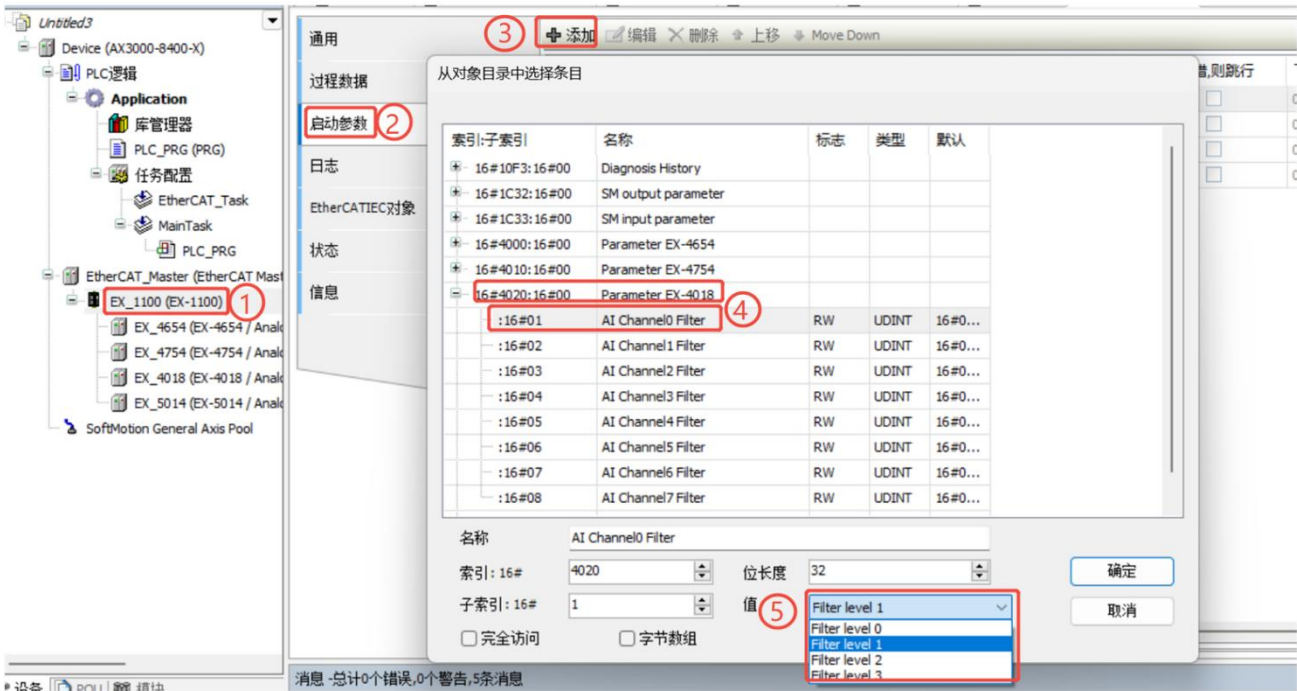 Untitled3
Device (AX3000-8400-X)
PLC逻辑
Application
库管理器
PLC_PRG (PRG)
任务配置
EtherCAT_Task
MainTask
PLC_PRG
EtherCAT_Master (EtherCAT Mast
EX_1100 (EX-1100)
①
EX_4654 (EX-4654 / Analo
EX_4754 (EX-4754 / Analo
EX_4018 (EX-4018 / Analo
EX_5014 (EX-5014 / Analo
SoftMotion General Axis Pool
设备 POU 模块
通用
过程数据
启动参数 ②
日志
EtherCATIEC对象
状态
信息
③ 添加 编辑 删除 上移 Move Down
则跳行
从对象目录中选择条目
索引:子索引 名称 标志 类型 默认
16#10F3:16#00 Diagnosis History
16#1C32:16#00 SM output parameter
16#1C33:16#00 SM input parameter
16#4000:16#00 Parameter EX-4654
16#4010:16#00 Parameter EX-4754
16#4020:16#00 Parameter EX-4018
④
:16#01 AI Channel0 Filter RW UDINT 16#0...
:16#02 AI Channel1 Filter RW UDINT 16#0...
:16#03 AI Channel2 Filter RW UDINT 16#0...
:16#04 AI Channel3 Filter RW UDINT 16#0...
:16#05 AI Channel4 Filter RW UDINT 16#0...
:16#06 AI Channel5 Filter RW UDINT 16#0...
:16#07 AI Channel6 Filter RW UDINT 16#0...
:16#08 AI Channel7 Filter RW UDINT 16#0...
名称 AI Channel0 Filter
索引: 16# 4020 位长度 32 确定
子索引: 16# 1 值 ⑤ Filter level 1 取消
Filter level 0
完全访问 字节数组 Filter level 1
Filter level 2
Filter level 3
消息 -总计0个错误,0个警告,5条消息